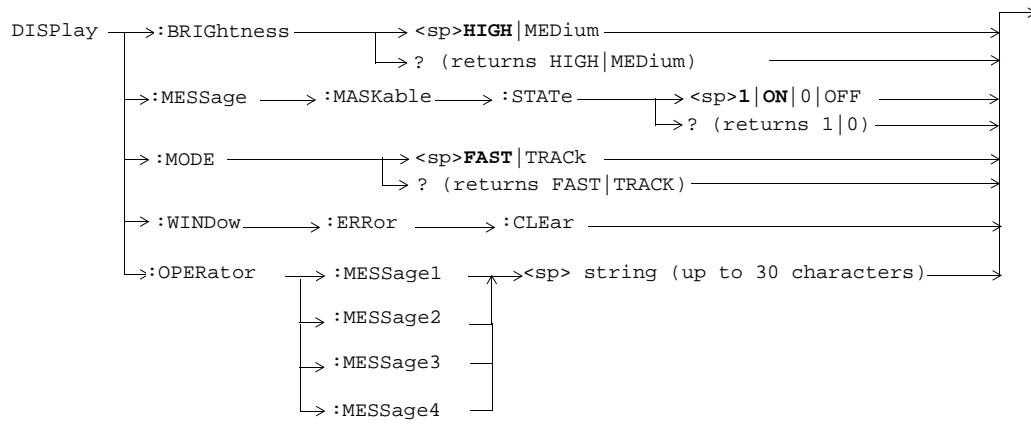 DISPlay :BRIGhtness <sp>HIGH|MEDium
? (returns HIGH|MEDium)
:MESSage :MASKable :STATe <sp>1|ON|0|OFF
? (returns 1|0)
:MODE <sp>FAST|TRACk
? (returns FAST|TRACK)
:WINDow :ERRor :CLEar
:OPERator :MESSage1 <sp> string (up to 30 characters)
:MESSage2
:MESSage3
:MESSage4